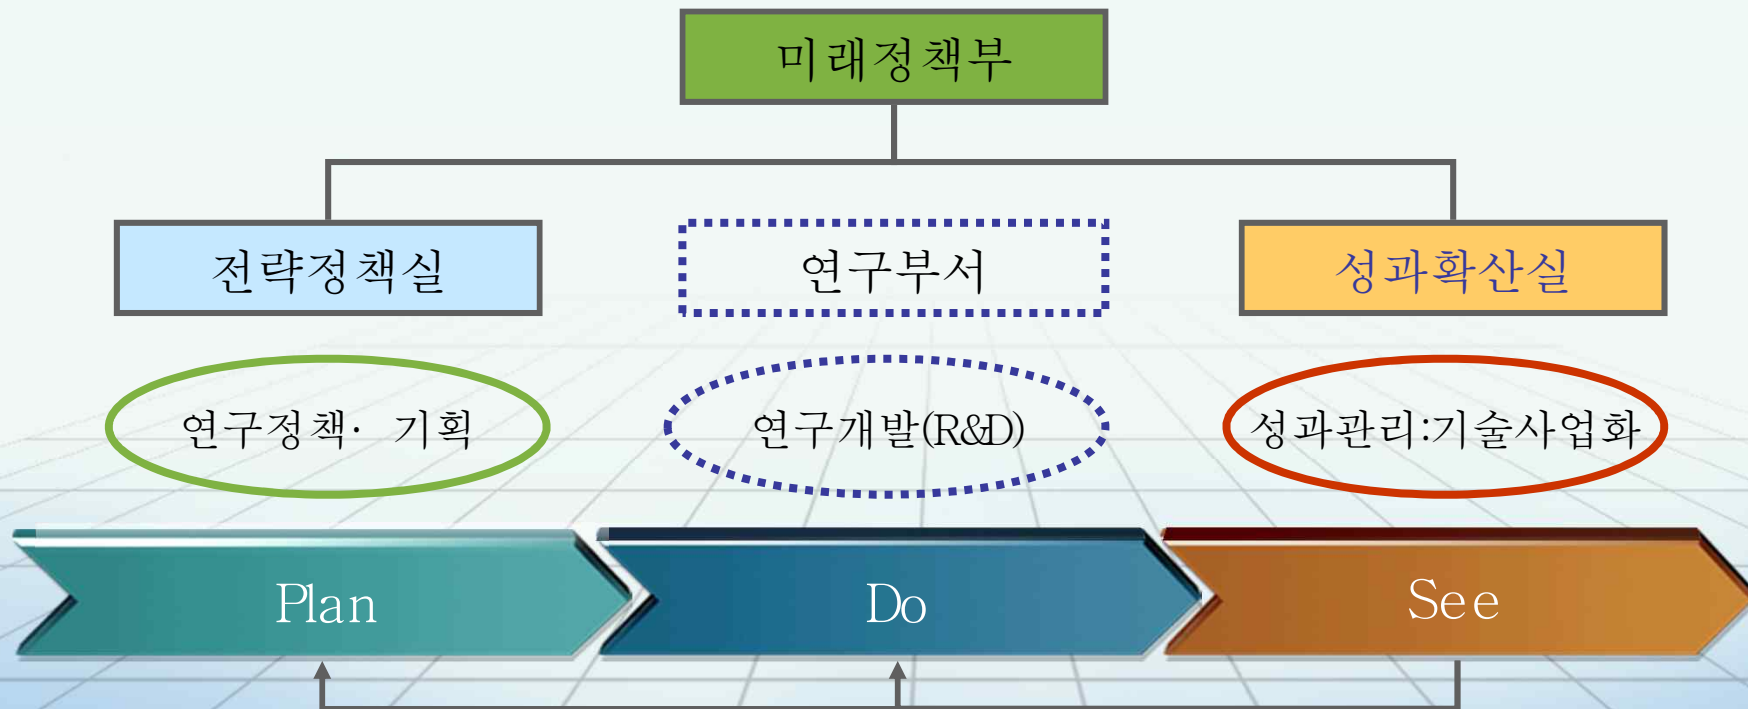 미래정책부
전략정책실
연구부서
성과확산실
연구정책· 기획
연구개발(R&D)
성과관리:기술사업화
Plan
Do
See